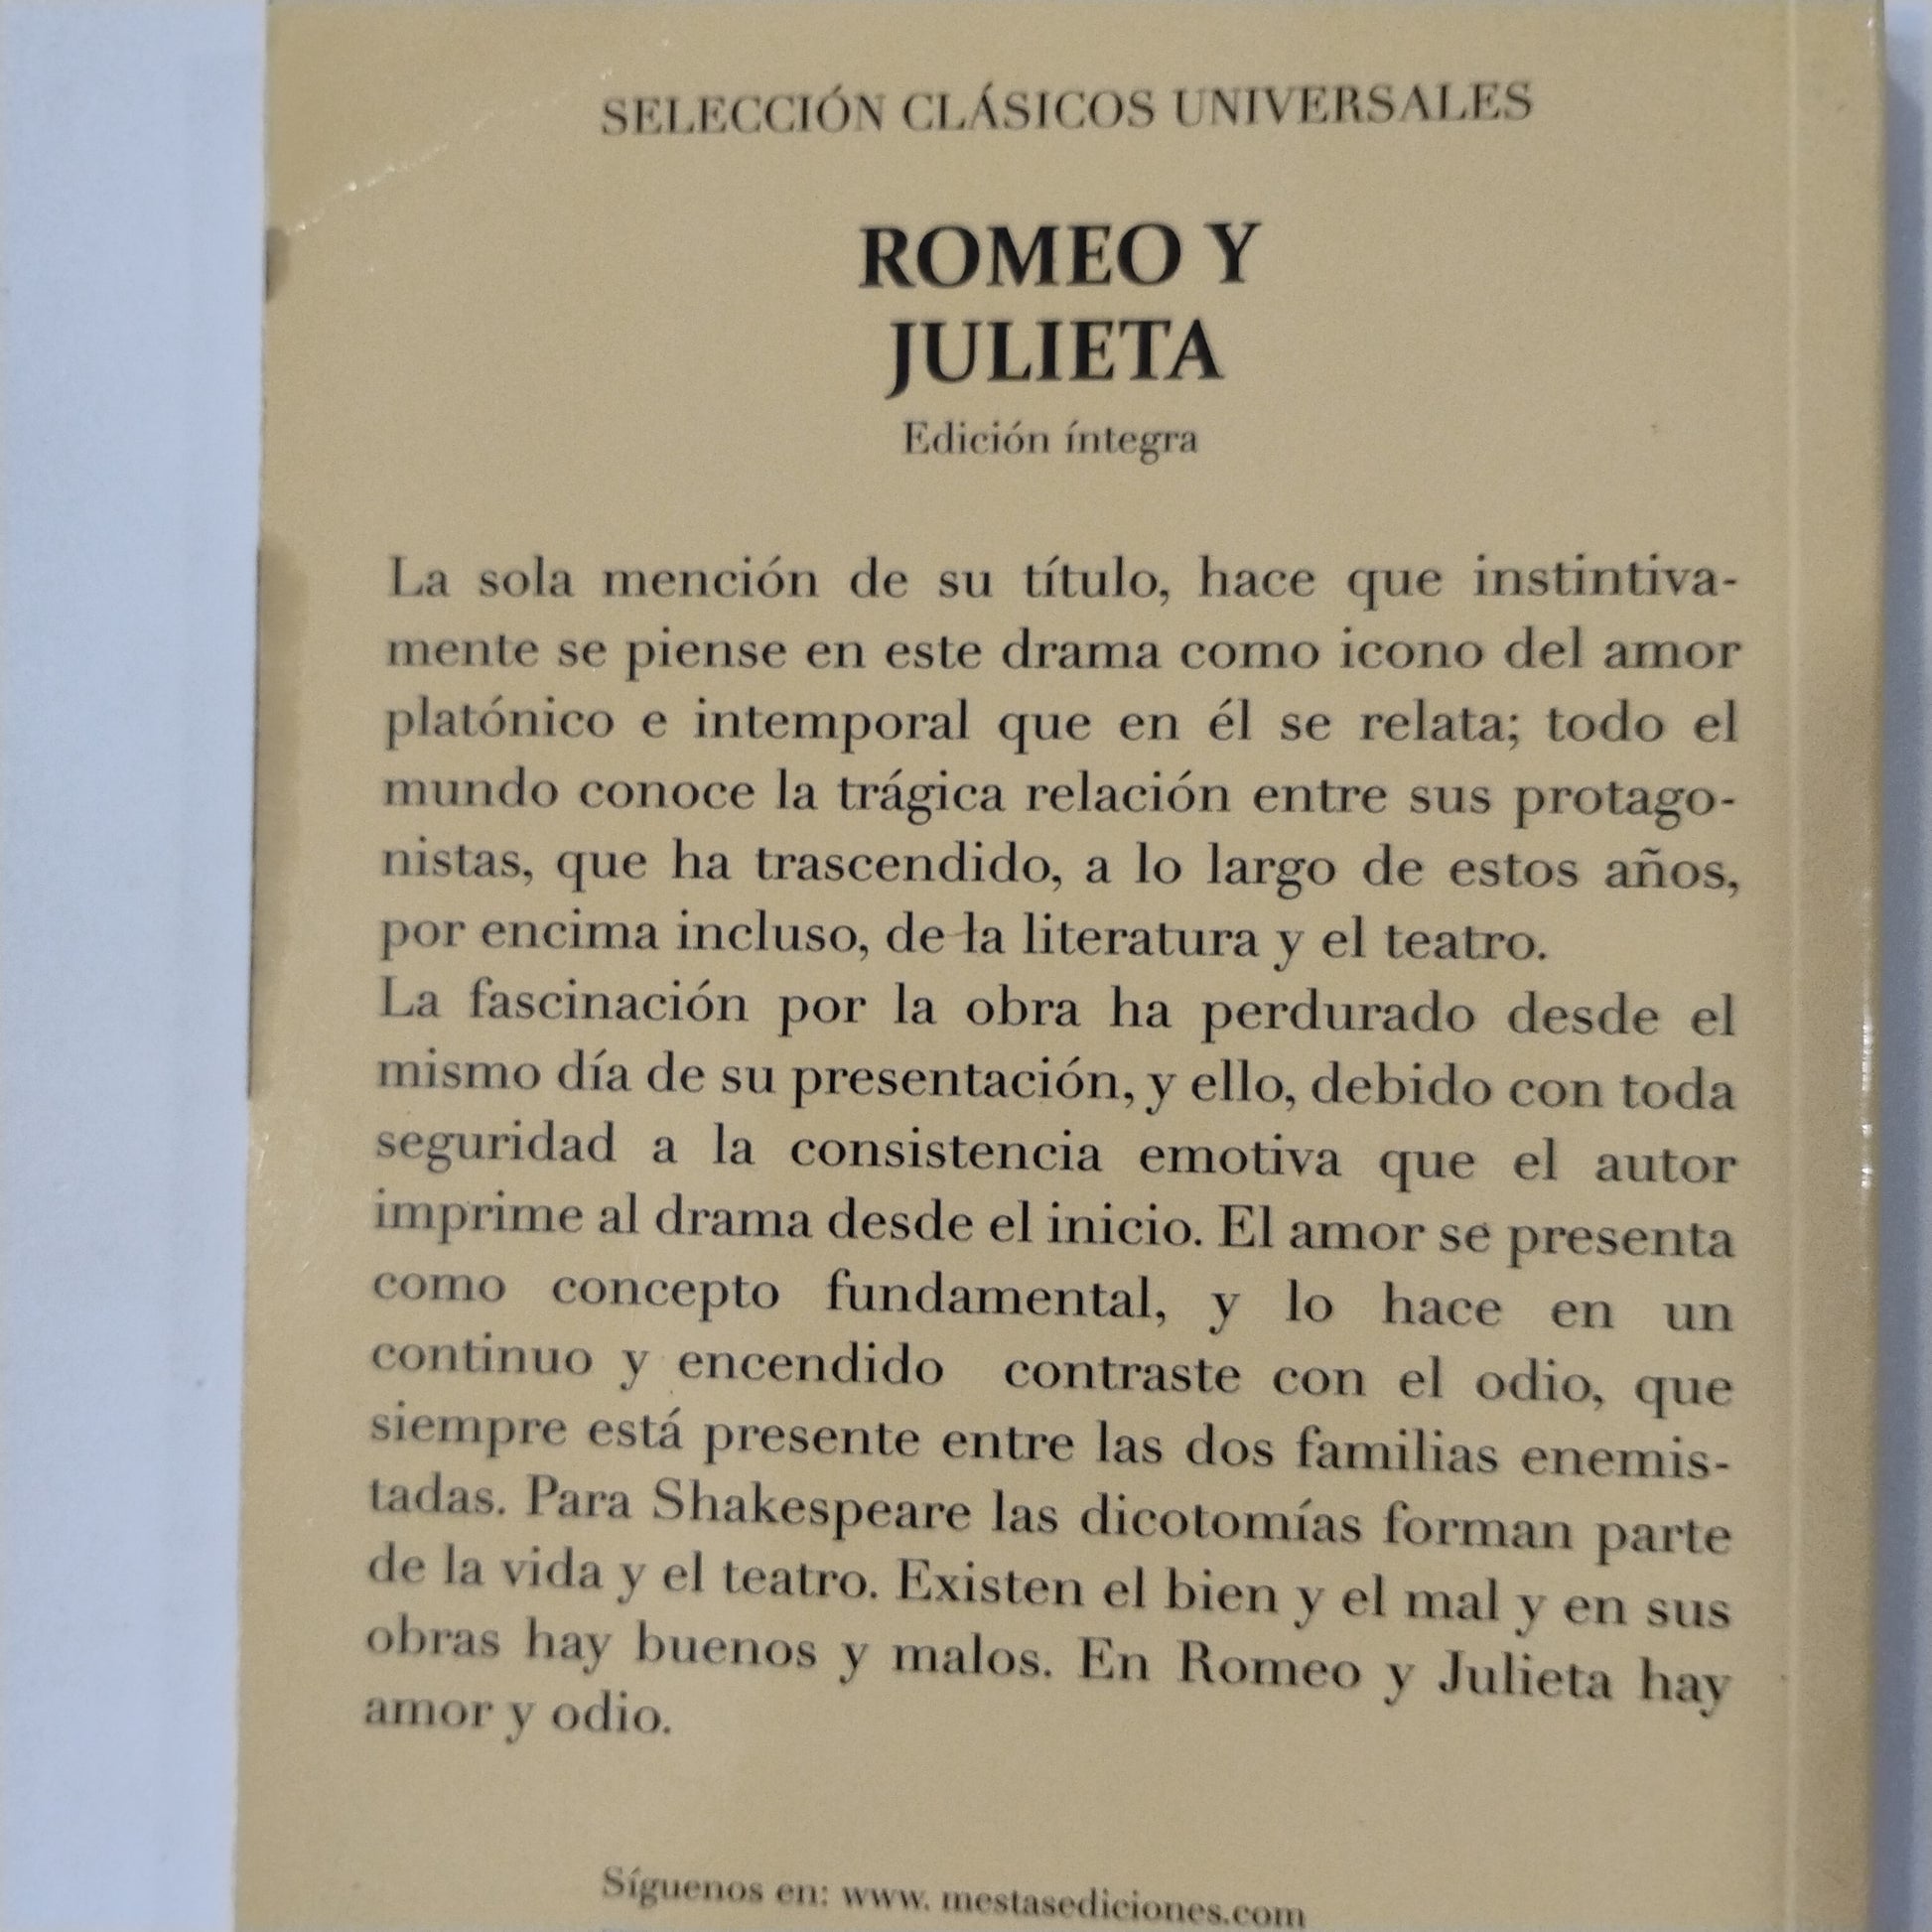 SELECCIÓN CLÁSICOS UNIVERSALES
ROMEO Y
JULIETA
Edición íntegra
La sola mención de su título, hace que instintiva-
mente se piense en este drama como icono del amor
platónico e intemporal que en él se relata; todo el
mundo conoce la trágica relación entre sus protago-
nistas, que ha trascendido, a lo largo de estos años,
por encima incluso, de la literatura y el teatro.
La fascinación por la obra ha perdurado desde el
mismo día de su presentación, y ello, debido con toda
seguridad a la consistencia emotiva que el autor
imprime al drama desde el inicio. El amor se presenta
como concepto fundamental, y lo hace en un
continuo y encendido contraste con el odio, que
siempre está presente entre las dos familias enemis-
tadas. Para Shakespeare las dicotomías forman parte
de la vida y el teatro. Existen el bien y el mal y en sus
obras hay buenos y malos. En Romeo y Julieta hay
amor y odio.
Síguenos en: www. mestasediciones.com